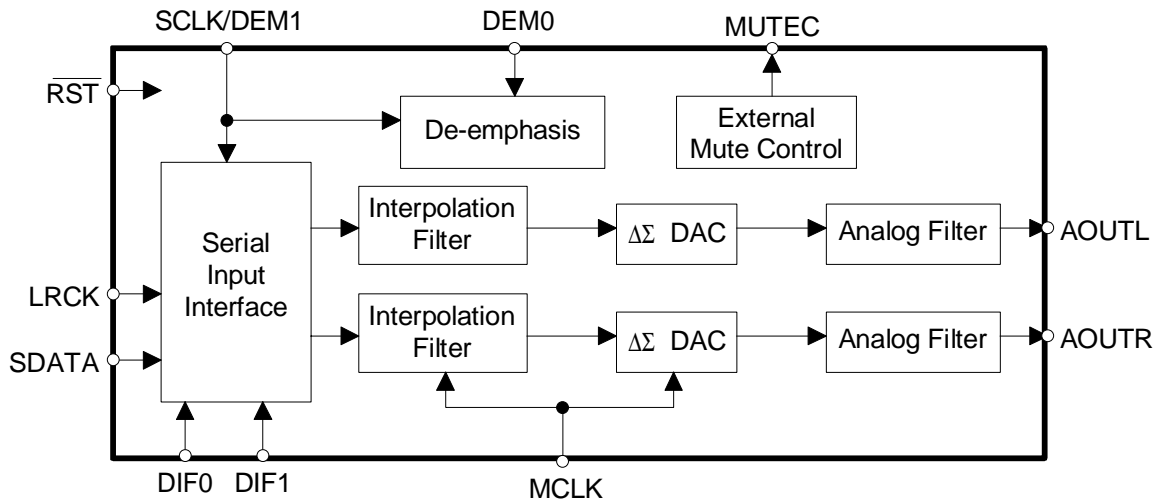 SCLK/DEM1
DEM0
MUTEC
RST
De-emphasis
External
Mute Control
Serial
Input
Interface
Interpolation
Filter
ΔΣ DAC
Analog Filter
AOUTL
LRCK
SDATA
Interpolation
Filter
ΔΣ DAC
Analog Filter
AOUTR
DIF0
DIF1
MCLK